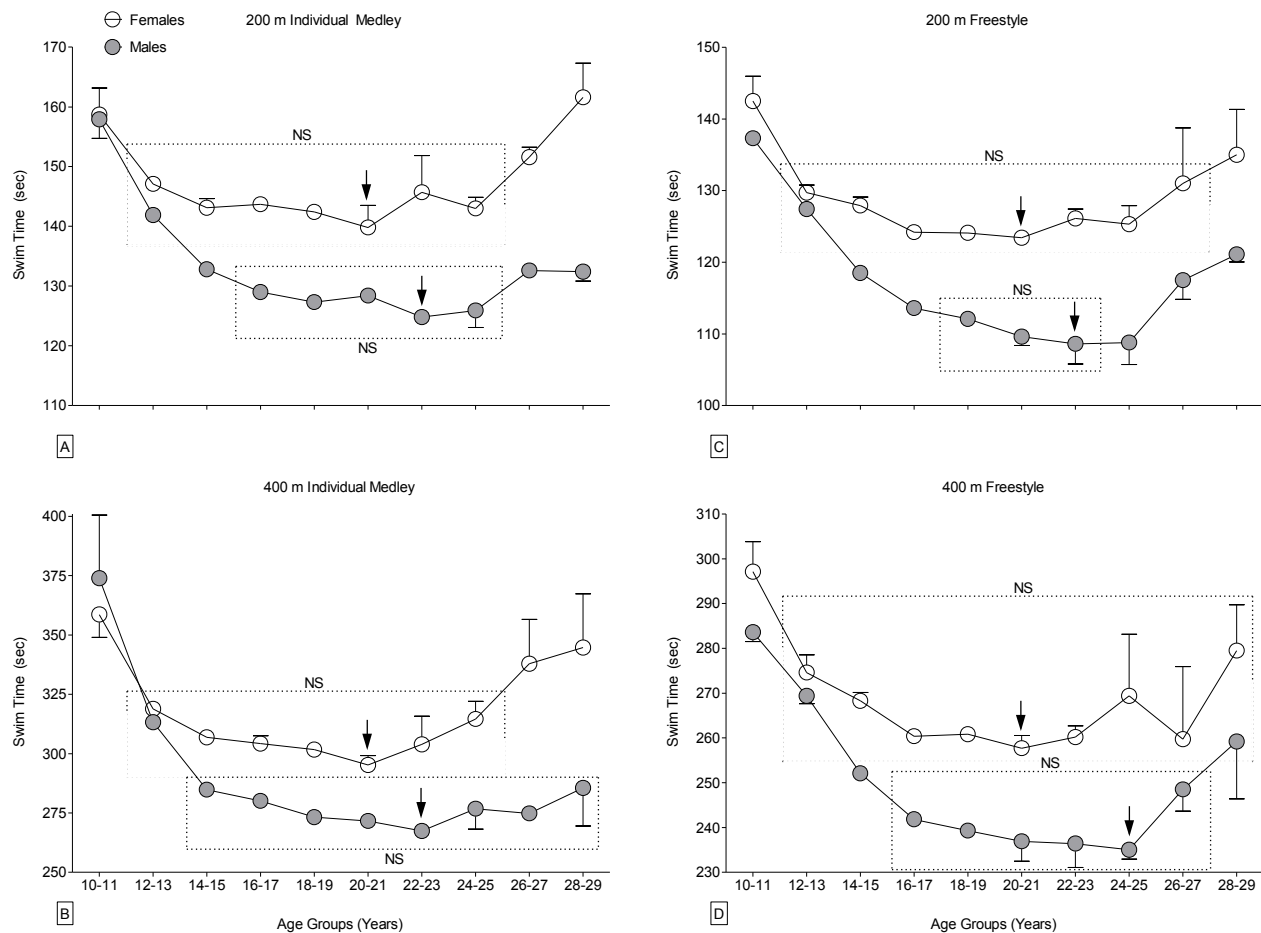 Females
Males
200 m Individual Medley
170
160
150
140
130
120
110
Swim Time (sec)
NS
NS
A
200 m Freestyle
150
140
130
120
110
100
Swim Time (sec)
NS
NS
C
400 m Individual Medley
400
375
350
325
300
275
250
Swim Time (sec)
NS
NS
10-11 12-13 14-15 16-17 18-19 20-21 22-23 24-25 26-27 28-29
Age Groups (Years)
B
400 m Freestyle
310
300
290
280
270
260
250
240
230
Swim Time (sec)
NS
NS
10-11 12-13 14-15 16-17 18-19 20-21 22-23 24-25 26-27 28-29
Age Groups (Years)
D